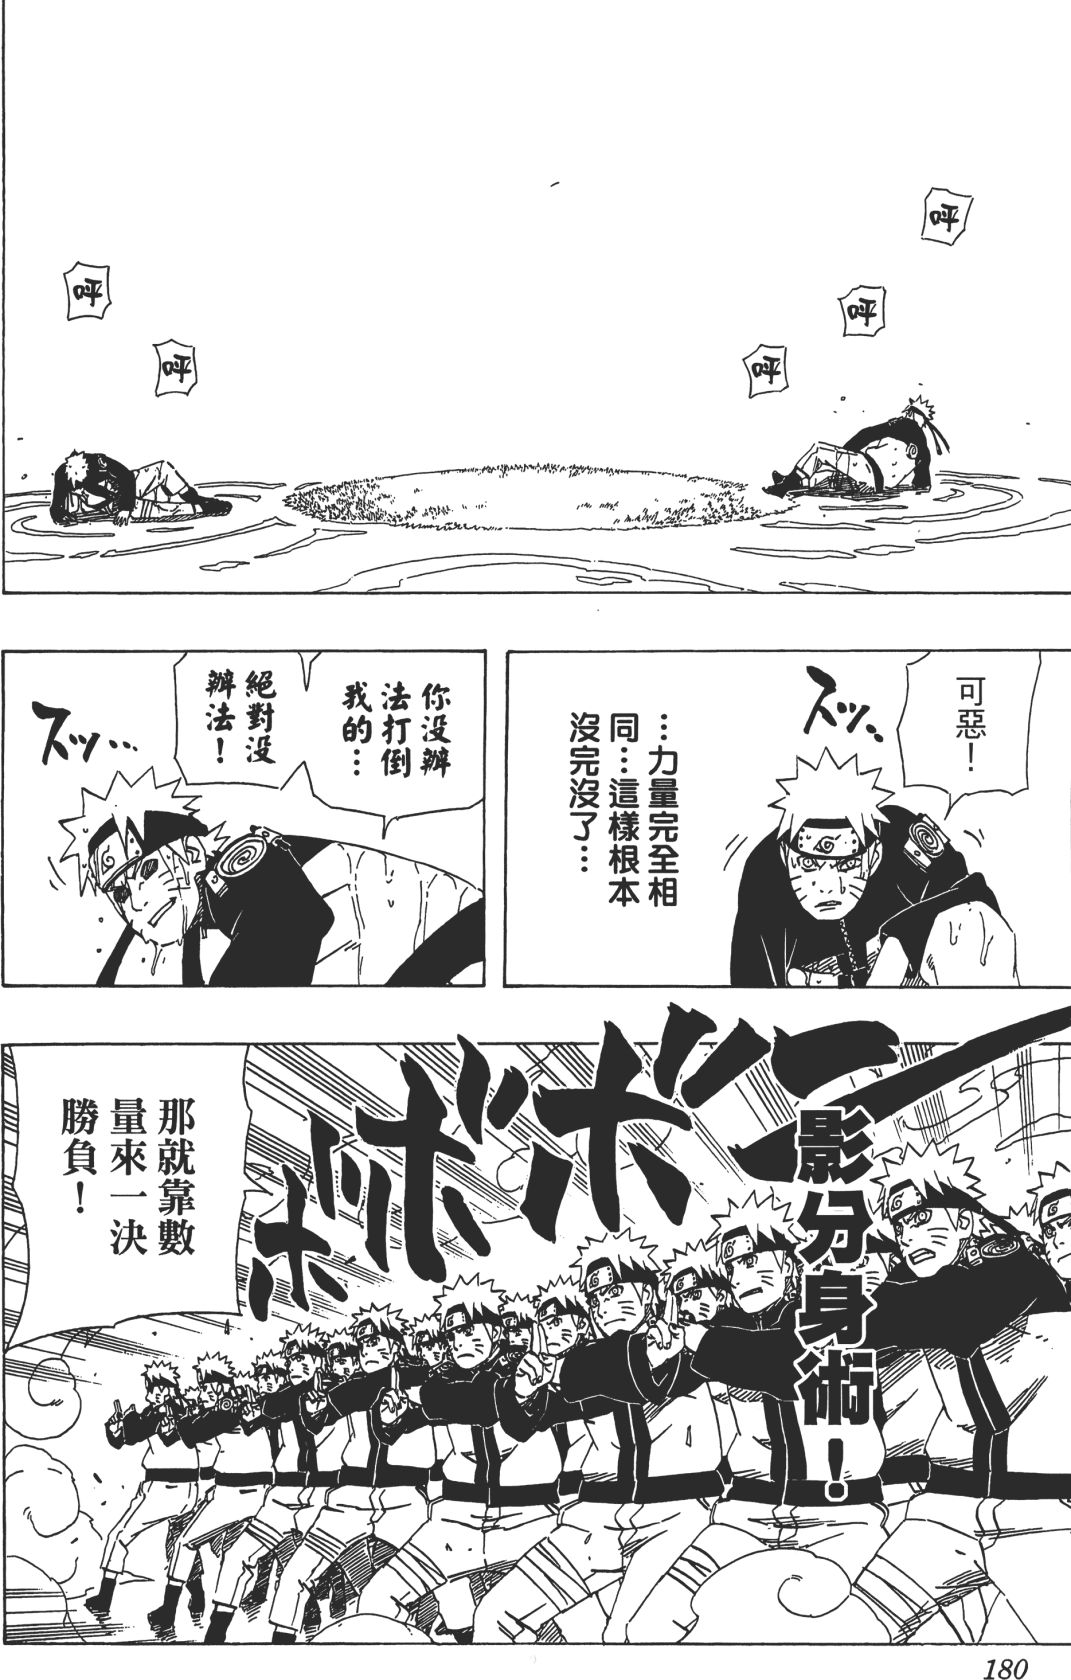 呼
呼
呼
呼
呼
可惡!
スッ..
…力量完全相
同…這樣根本
沒完沒了…
你沒辦
法打倒
我的…
絕對沒
辦法!
スッ…
影分身術!
ボボボボーン
那就靠數
量來一決
勝負!
180